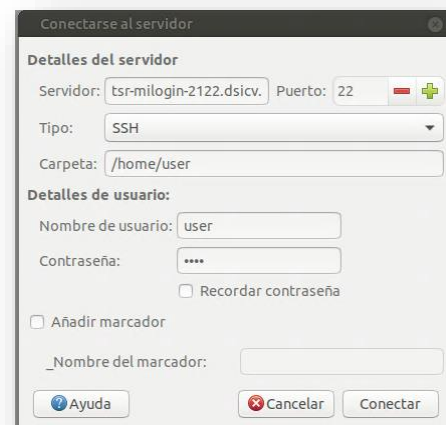 Conectarse al servidor
Detalles del servidor
Servidor: tsr-milogin-2122.dsicv. Puerto: 22
Tipo: SSH
Carpeta: /home/user
Detalles de usuario:
Nombre de usuario: user
Contraseña: ••••
Recordar contraseña
Añadir marcador
_Nombre del marcador:
Ayuda Cancelar Conectar